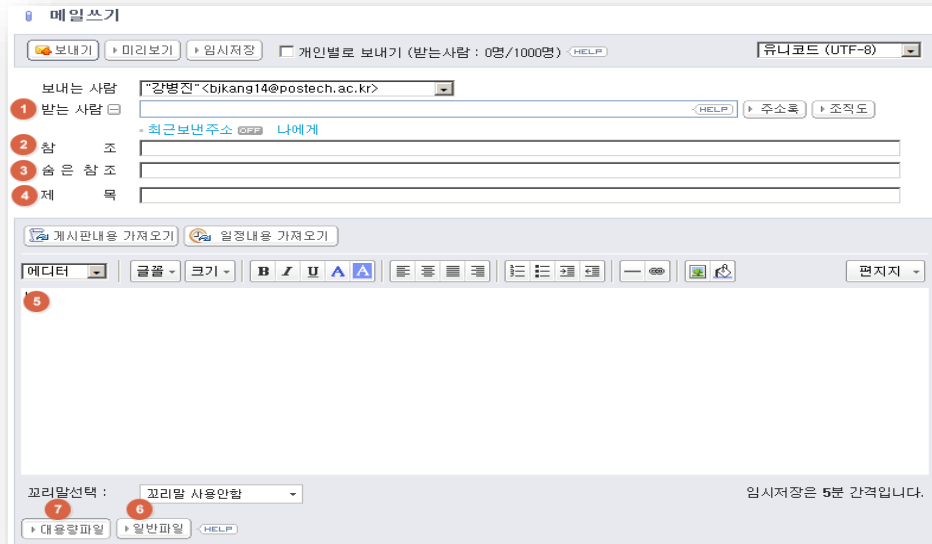 메일쓰기
보내기 미리보기 임시저장 개인별로 보내기 (받는사람 : 0명/1000명) HELP 유니코드 (UTF-8)
보내는 사람 "강병진"<bjkang14@postech.ac.kr>
1 받는 사람 HELP 주소록 조직도
최근보낸주소 OFF 나에게
2 참 조
3 숨은 참조
4 제 목
게시판내용 가져오기 일정내용 가져오기
에디터 글꼴 크기 B I U A A 편지지
5
꼬리말선택 : 꼬리말 사용안함 임시저장은 5분 간격입니다.
7 6
대용량파일 일반파일 HELP